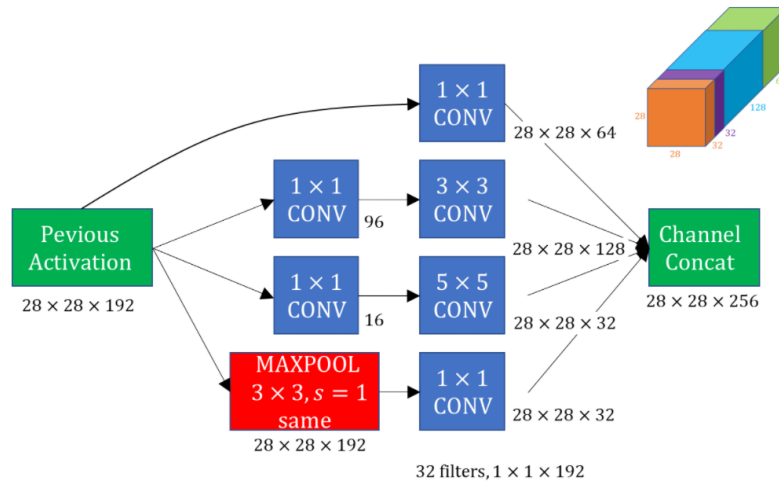 1 × 1
CONV
28 × 28 × 64
28
28
32
32
128
1 × 1
CONV
96
3 × 3
CONV
28 × 28 × 128
Pevious
Activation
28 × 28 × 192
Channel
Concat
28 × 28 × 256
1 × 1
CONV
16
5 × 5
CONV
28 × 28 × 32
MAXPOOL
3 × 3, s = 1
same
28 × 28 × 192
1 × 1
CONV
28 × 28 × 32
32 filters, 1 × 1 × 192